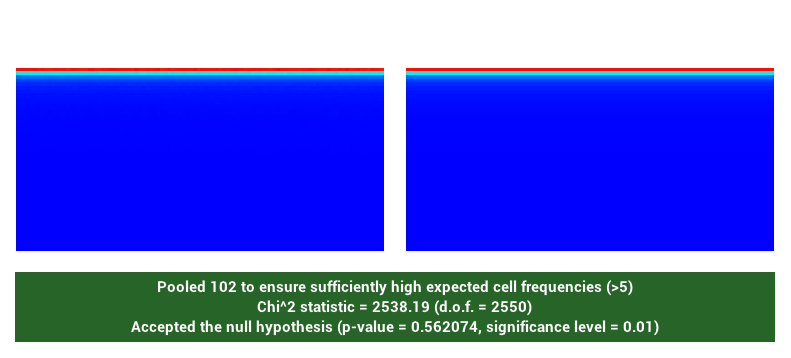 Pooled 102 to ensure sufficiently high expected cell frequencies (>5)
Chi^2 statistic = 2538.19 (d.o.f. = 2550)
Accepted the null hypothesis (p-value = 0.562074, significance level = 0.01)